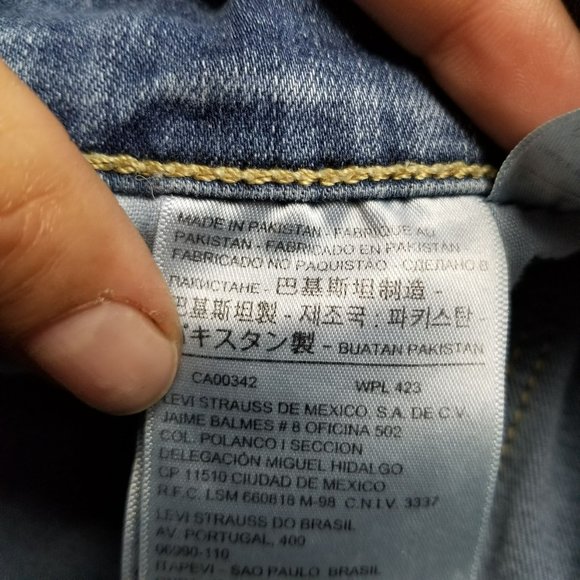 MADE IN PAKISTAN - FABRIQUE AU
PAKISTAN - FABRICADO EN PAKISTAN
FABRICADO NO PAQUISTÃO - СДЕЛАНО В
ПАКИСТАНЕ - 巴基斯坦制造 -
巴基斯坦製 - 제조국 . 파키스탄 -
パキスタン製 - BUATAN PAKISTAN
CA00342 WPL 423
LEVI STRAUSS DE MEXICO, S.A. DE C.V.
JAIME BALMES # 8 OFICINA 502
COL. POLANCO I SECCION
DELEGACIÓN MIGUEL HIDALGO
CP 11510 CIUDAD DE MEXICO
R.F.C. LSM 660818 M-98 C.N.I.V. 3337
LEVI STRAUSS DO BRASIL
AV. PORTUGAL, 400
06690-110
ITAPEVI - SAO PAULO BRASIL